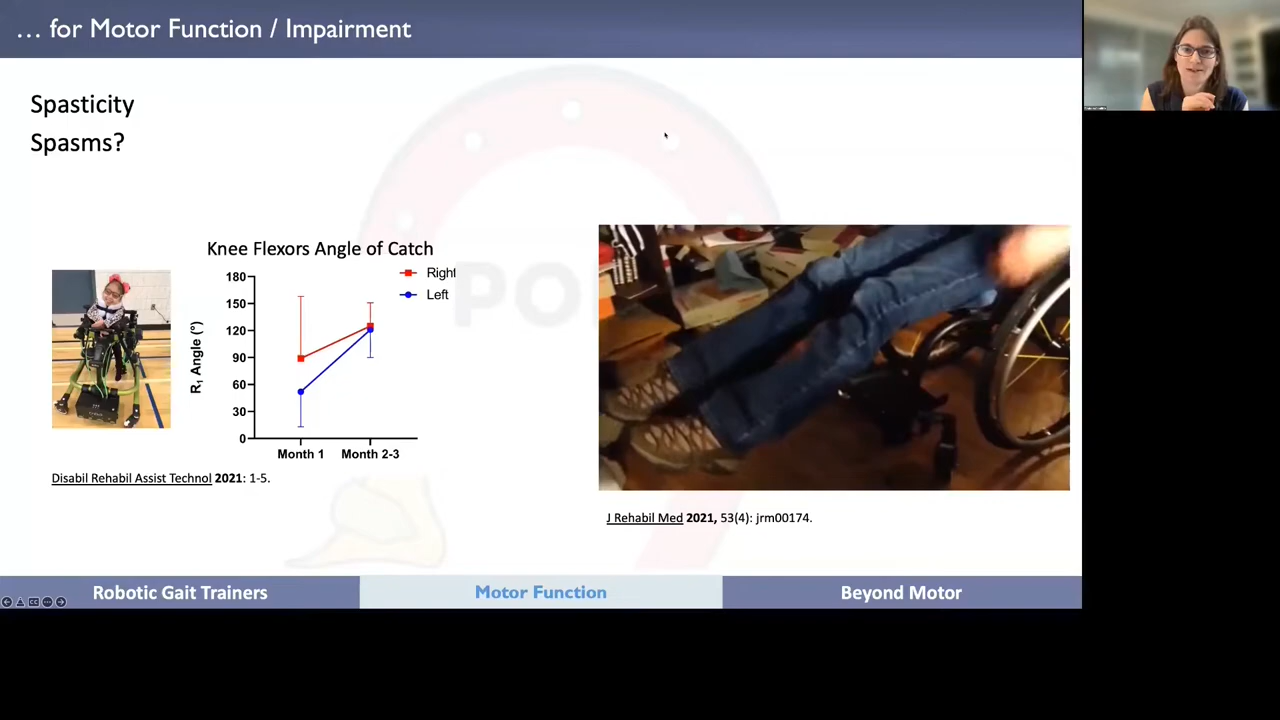 … for Motor Function / Impairment
Spasticity
Spasms?
Knee Flexors Angle of Catch
Right
Left
180
150
120
90
60
30
0
R₁ Angle (°)
Month 1
Month 2-3
Disabil Rehabil Assist Technol 2021: 1-5.
J Rehabil Med 2021, 53(4): jrm00174.
PO
Robotic Gait Trainers
Motor Function
Beyond Motor